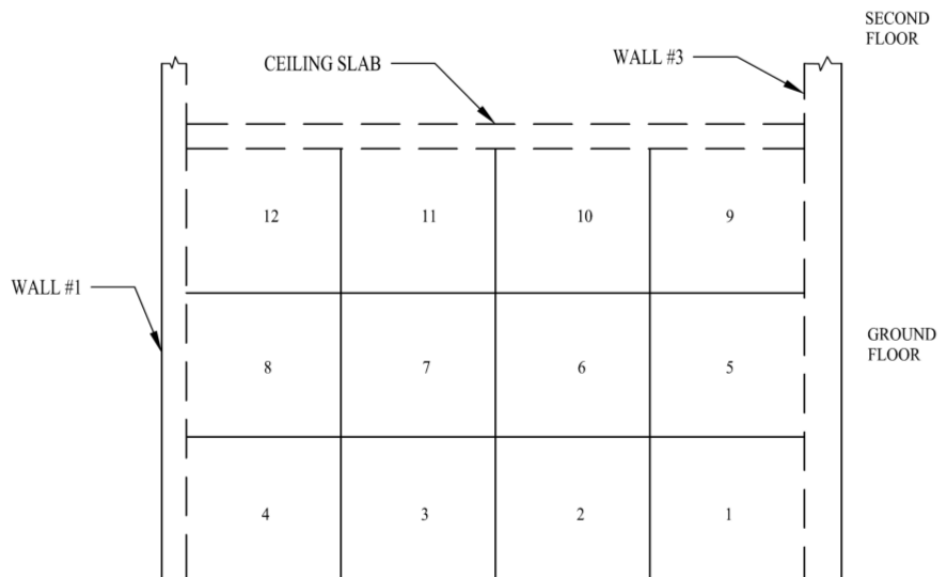 SECOND
FLOOR
WALL #3
CEILING SLAB
12 11 10 9
WALL #1
GROUND
FLOOR
8 7 6 5
4 3 2 1